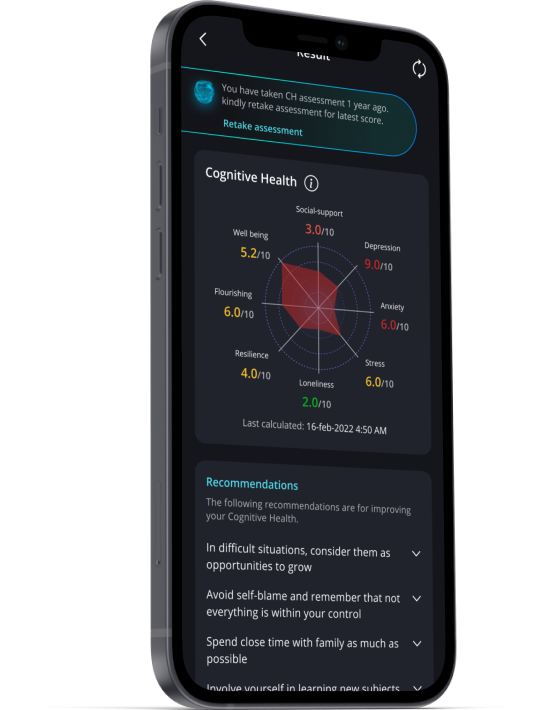 Result
You have taken CH assessment 1 year ago.
kindly retake assessment for latest score.
Retake assessment
Cognitive Health
i
Social-support
3.0/10
Well being
5.2/10
Depression
9.0/10
Flourishing
6.0/10
Anxiety
6.0/10
Resilience
4.0/10
Stress
6.0/10
Loneliness
2.0/10
Last calculated: 16-feb-2022 4:50 AM
Recommendations
The following recommendations are for improving
your Cognitive Health.
In difficult situations, consider them as
opportunities to grow
Avoid self-blame and remember that not
everything is within your control
Spend close time with family as much as
possible
Involve yourself in learning new subjects